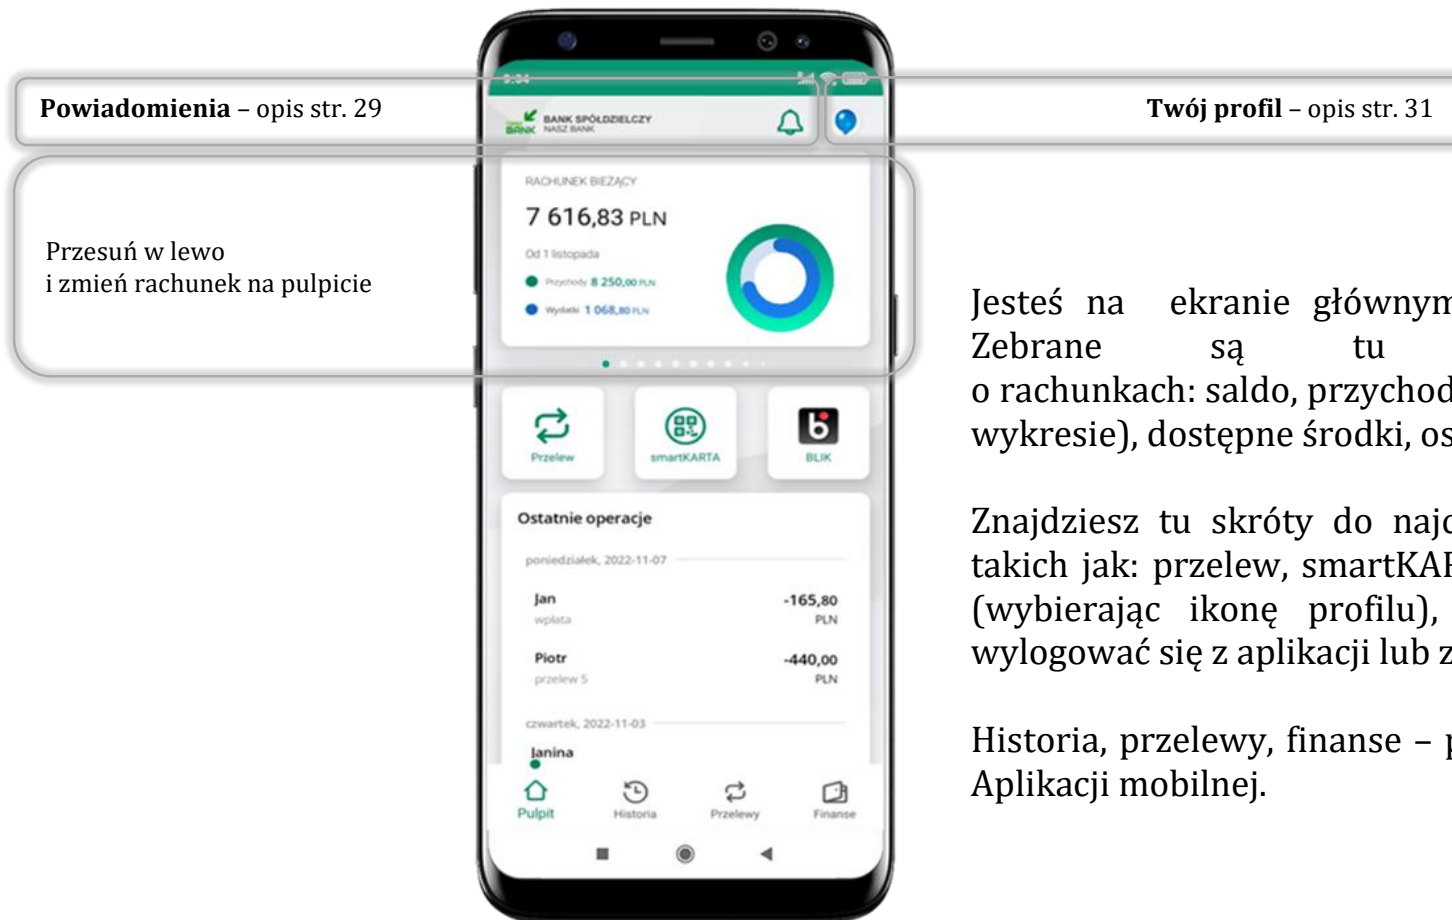 Powiadomienia – opis str. 29
Twój profil – opis str. 31
Przesuń w lewo
i zmień rachunek na pulpicie
9:04
BANK SPÓŁDZIELCZY
NASZ BANK
BANK
RACHUNEK BIEŻĄCY
7 616,83 PLN
Od 1 listopada
Przychody 8 250,00 PLN
Wydatki 1 068,80 PLN
Przelew
smartKARTA
BLIK
Ostatnie operacje
poniedziałek, 2022-11-07
Jan -165,80
wpłata PLN
Piotr -440,00
przelew 5 PLN
czwartek, 2022-11-03
Janina
Pulpit Historia Przelewy Finanse
Jesteś na ekranie głównym
Zebrane są tu
o rachunkach: saldo, przychod
wykresie), dostępne środki, os
Znajdziesz tu skróty do najc
takich jak: przelew, smartKAR
(wybierając ikonę profilu),
wylogować się z aplikacji lub z
Historia, przelewy, finanse – p
Aplikacji mobilnej.